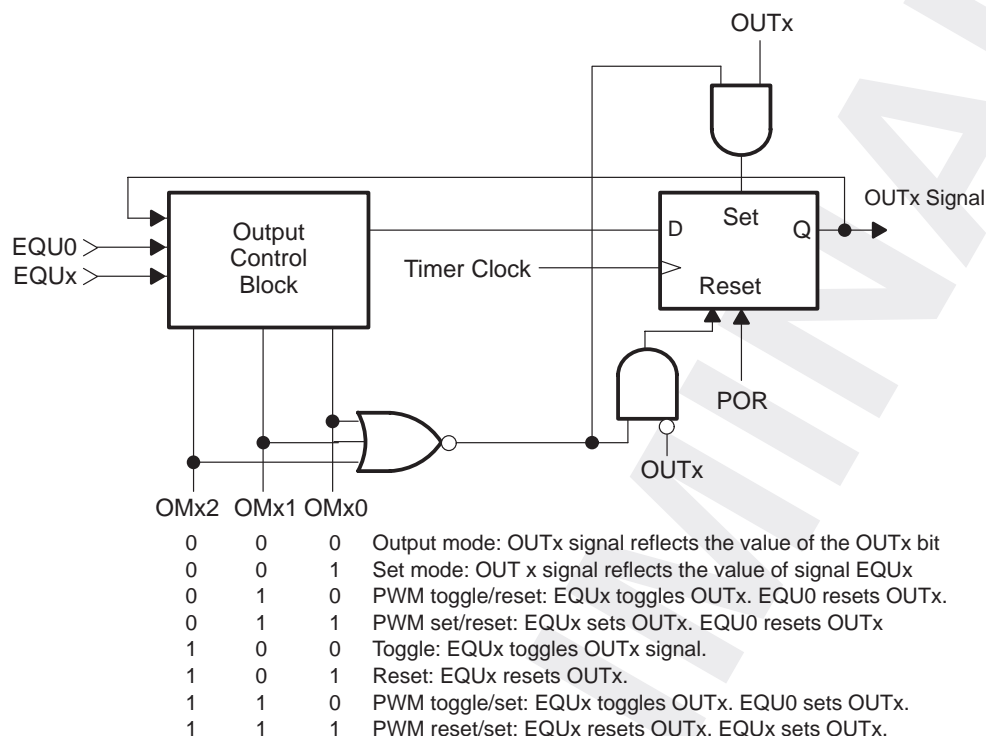 OUTx
OUTx Signal
Output
Control
Block
D
Set
Q
Reset
EQU0
EQUx
Timer Clock
POR
OUTx
OMx2 OMx1 OMx0
0 0 0 Output mode: OUTx signal reflects the value of the OUTx bit
0 0 1 Set mode: OUT x signal reflects the value of signal EQUx
0 1 0 PWM toggle/reset: EQUx toggles OUTx. EQU0 resets OUTx.
0 1 1 PWM set/reset: EQUx sets OUTx. EQU0 resets OUTx
1 0 0 Toggle: EQUx toggles OUTx signal.
1 0 1 Reset: EQUx resets OUTx.
1 1 0 PWM toggle/set: EQUx toggles OUTx. EQU0 sets OUTx.
1 1 1 PWM reset/set: EQUx resets OUTx. EQUx sets OUTx.